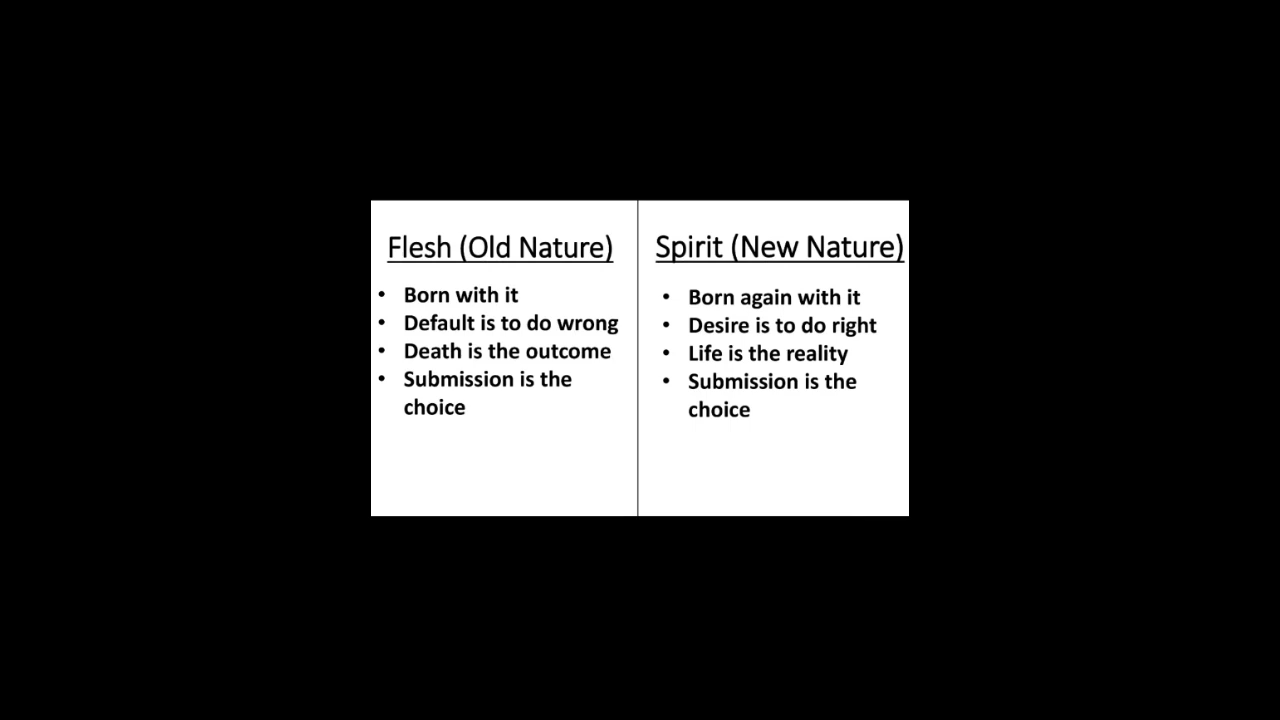 Flesh (Old Nature)
• Born with it
• Default is to do wrong
• Death is the outcome
• Submission is the
choice
Spirit (New Nature)
• Born again with it
• Desire is to do right
• Life is the reality
• Submission is the
choice